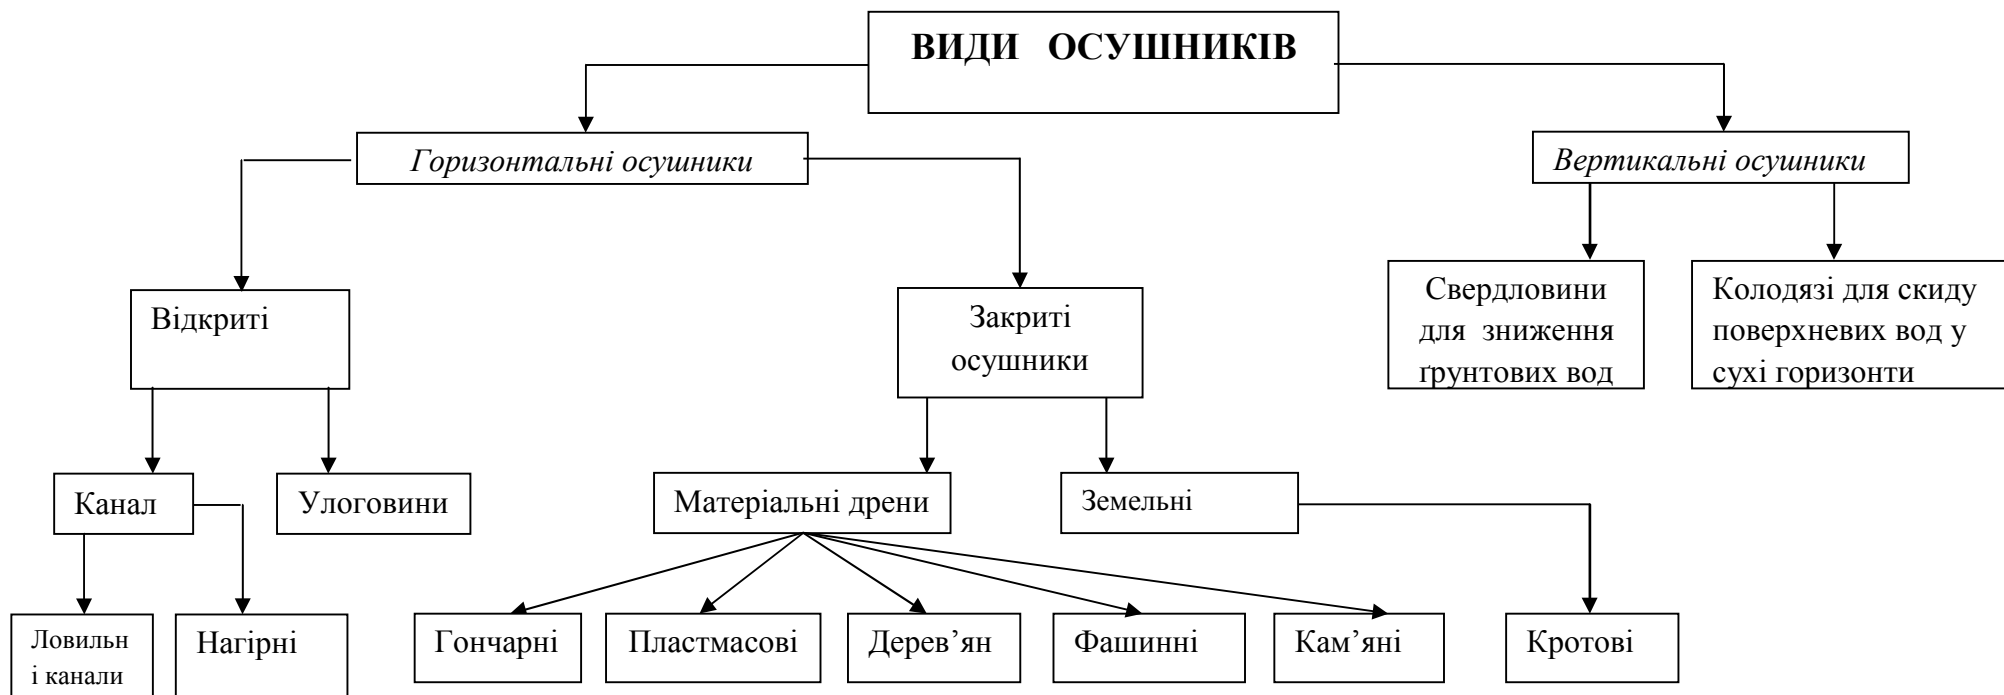 ВИДИ ОСУШНИКІВ
Горизонтальні осушники
Вертикальні осушники
Відкриті
Закриті
осушники
Свердловини
для зниження
ґрунтових вод
Колодязі для скиду
поверхневих вод у
сухі горизонти
Канал
Улоговини
Матеріальні дрени
Земельні
Ловильн
і канали
Нагірні
Гончарні
Пластмасові
Дерев’ян
Фашинні
Кам’яні
Кротові